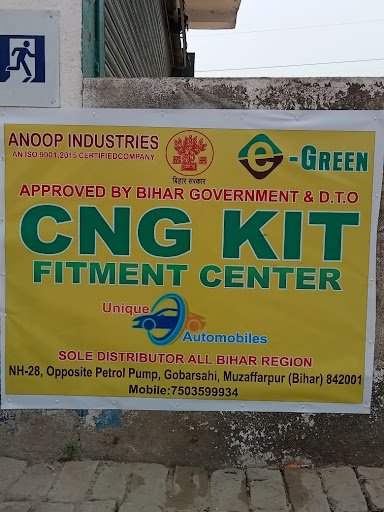 ANOOP INDUSTRIES
AN ISO 9001:2015 CERTIFIEDCOMPANY
बिहार सरकार
e-GREEN
APPROVED BY BIHAR GOVERNMENT & D.T.O
CNG KIT
FITMENT CENTER
Unique
Automobiles
SOLE DISTRIBUTOR ALL BIHAR REGION
NH-28, Opposite Petrol Pump, Gobarsahi, Muzaffarpur (Bihar) 842001
Mobile:7503599934